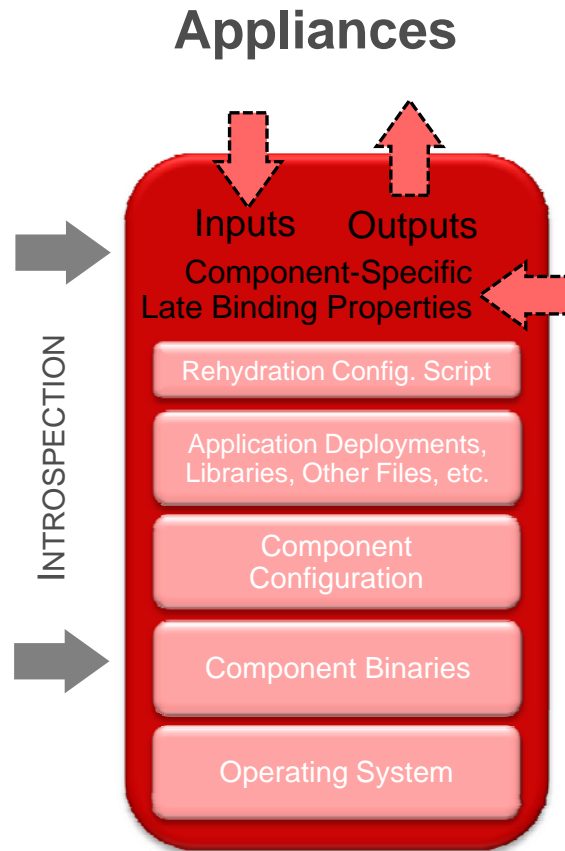 Appliances
Inputs Outputs
Component-Specific
Late Binding Properties
INTROSPECTION
Rehydration Config. Script
Application Deployments,
Libraries, Other Files, etc.
Component
Configuration
Component Binaries
Operating System